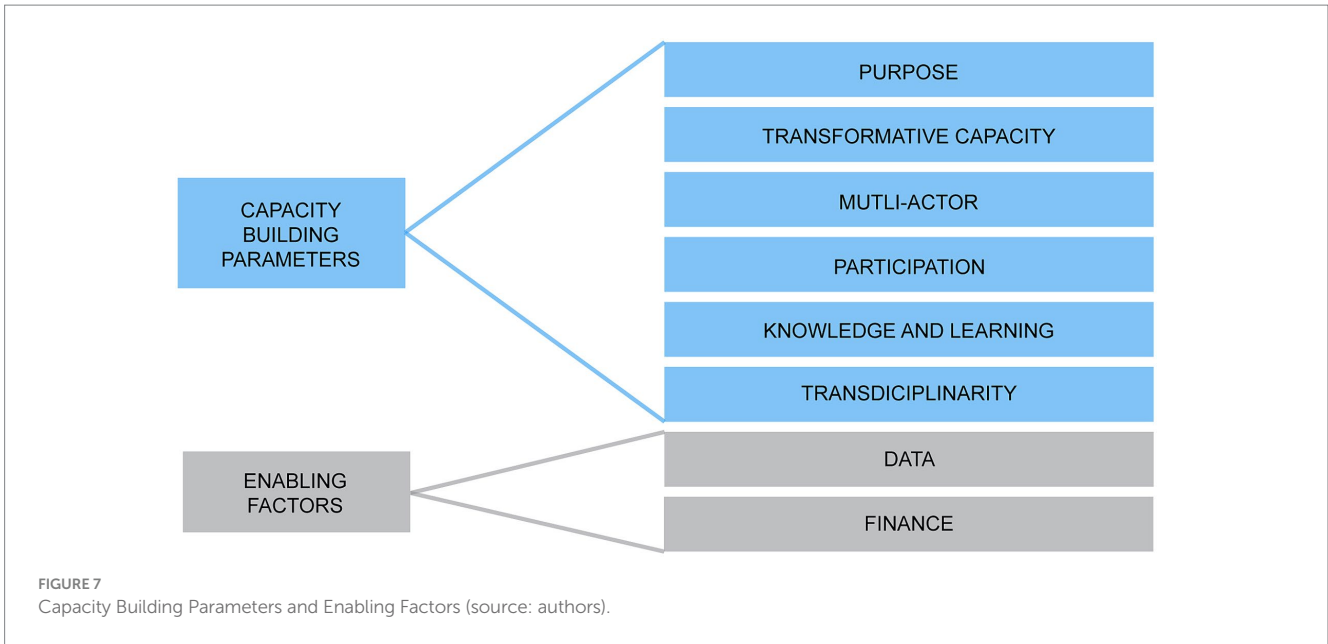 CAPACITY
BUILDING
PARAMETERS
PURPOSE
TRANSFORMATIVE CAPACITY
MUTLI-ACTOR
PARTICIPATION
KNOWLEDGE AND LEARNING
TRANSDICIPLINARITY
ENABLING
FACTORS
DATA
FINANCE
FIGURE 7
Capacity Building Parameters and Enabling Factors (source: authors).